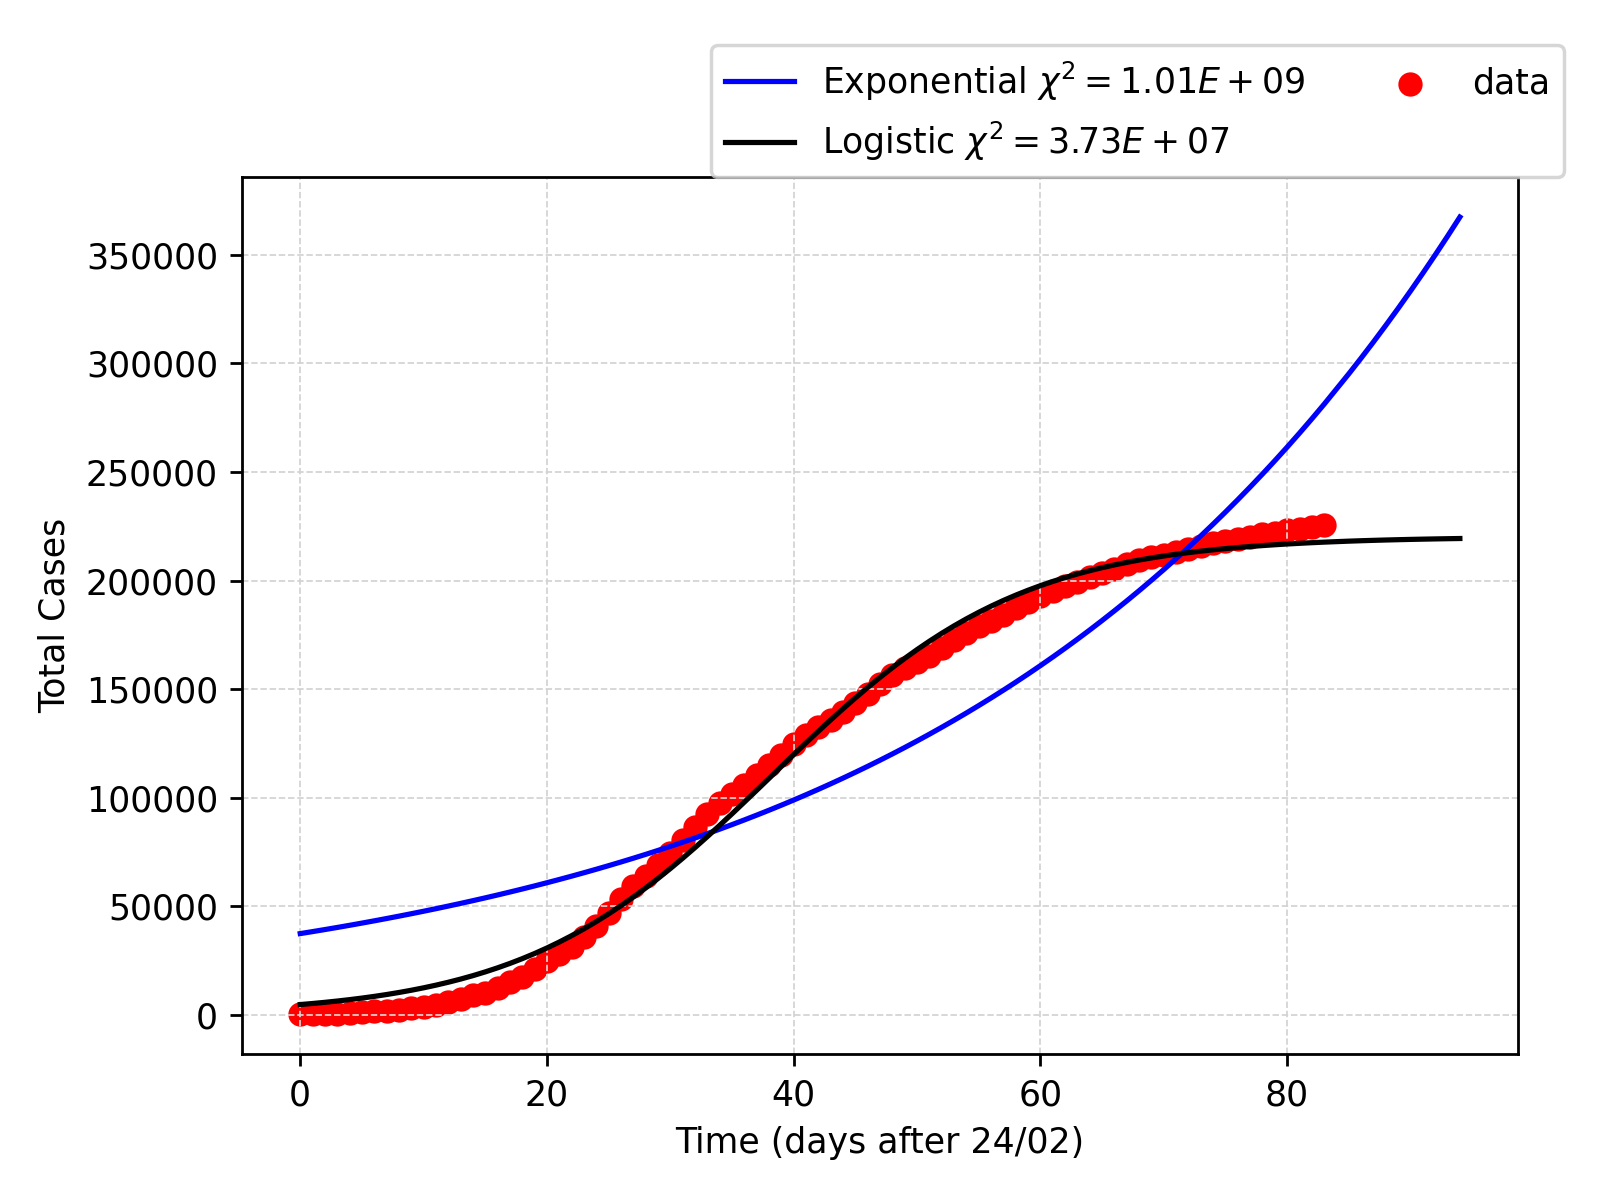 Exponential χ² = 1.01E + 09
data
Logistic χ² = 3.73E + 07
350000
300000
250000
200000
150000
100000
50000
0
Total Cases
0 20 40 60 80
Time (days after 24/02)